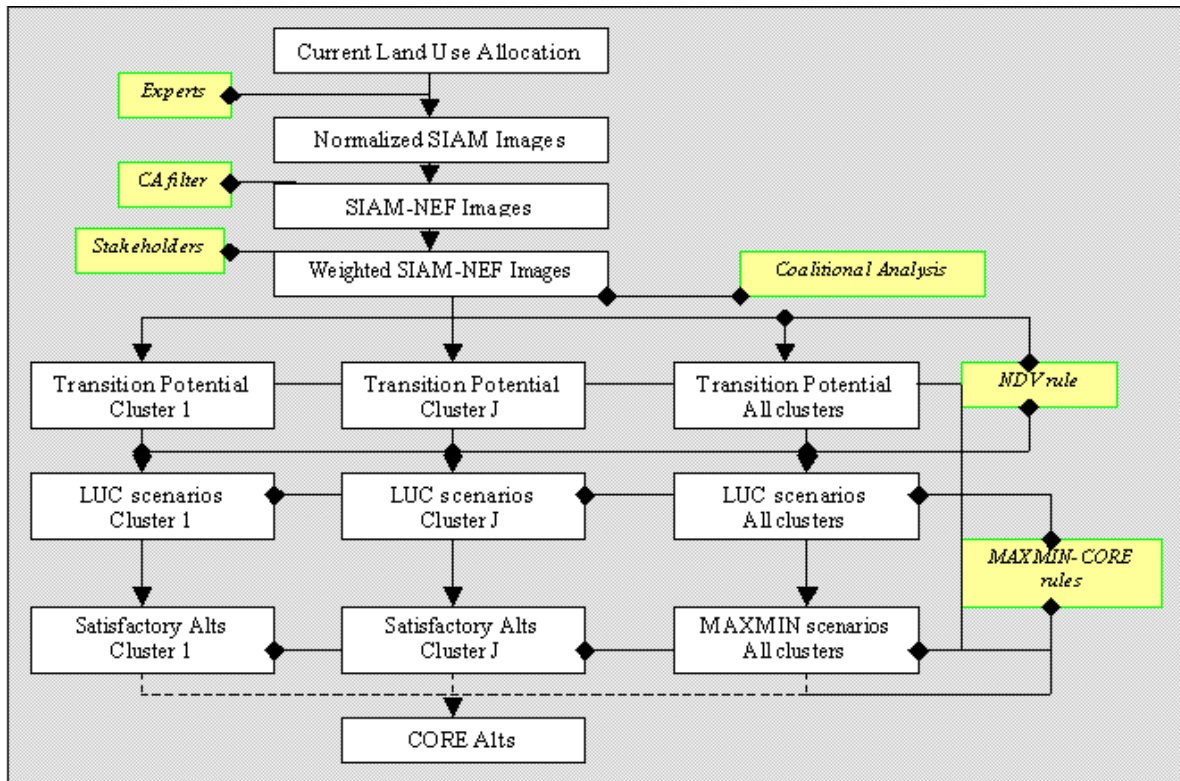 Current Land Use Allocation
Experts
Normalized SIAM Images
CA filter
SIAM-NEF Images
Stakeholders
Weighted SIAM-NEF Images
Coalitional Analysis
Transition Potential
Cluster 1
Transition Potential
Cluster J
Transition Potential
All clusters
NDV rule
LUC scenarios
Cluster 1
LUC scenarios
Cluster J
LUC scenarios
All clusters
MAXMIN-CORE
rules
Satisfactory Alts
Cluster 1
Satisfactory Alts
Cluster J
MAXMIN scenarios
All clusters
CORE Alts